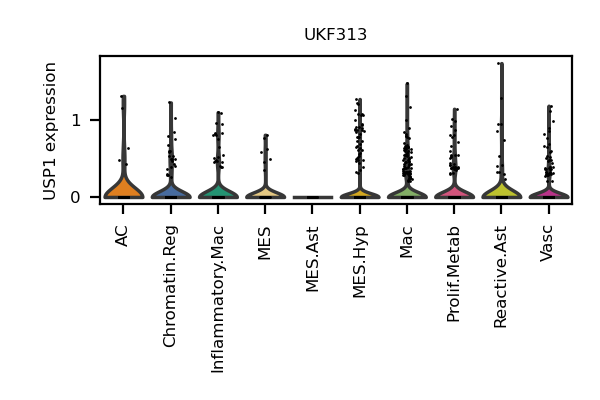 UKF313
USP1 expression
1
0
AC
Chromatin.Reg
Inflammatory.Mac
MES
MES.Ast
MES.Hyp
Mac
Prolif.Metab
Reactive.Ast
Vasc